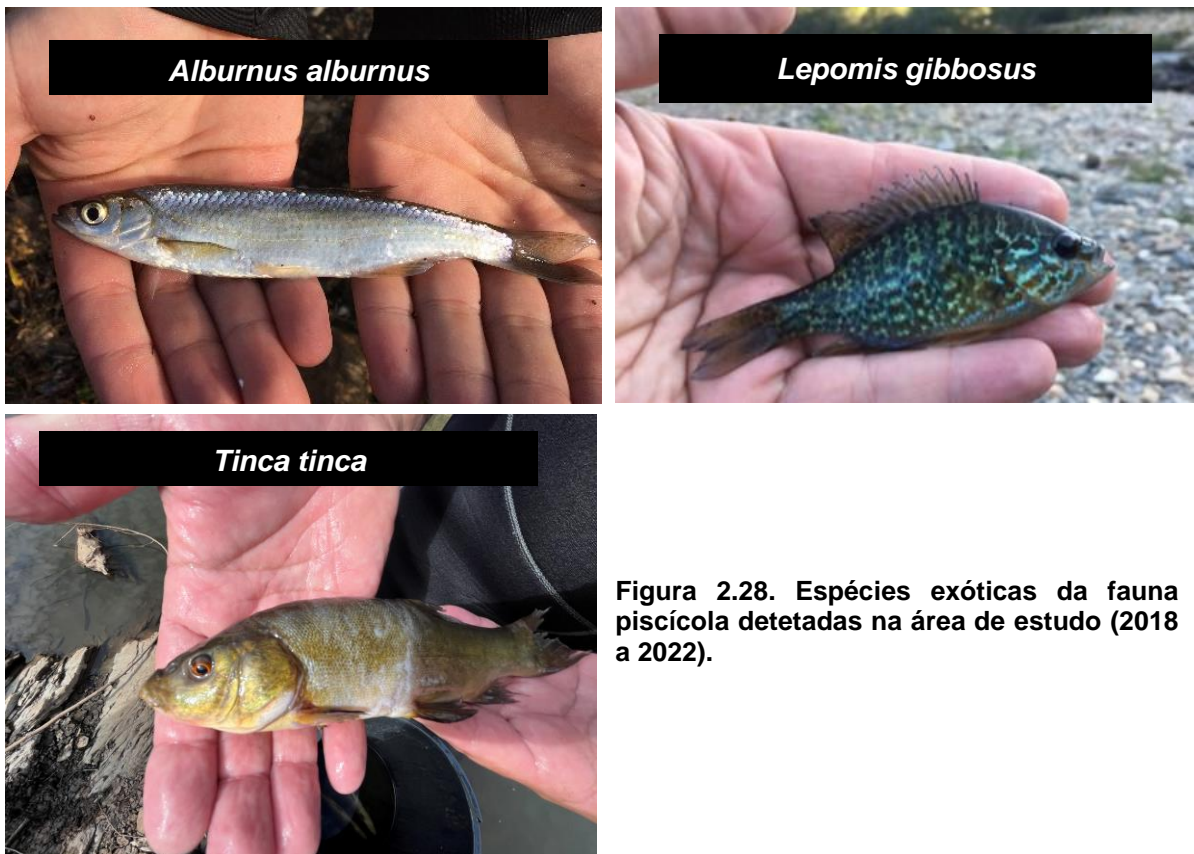 Alburnus alburnus
Lepomis gibbosus
Tinca tinca
Figura 2.28. Espécies exóticas da fauna
piscícola detetadas na área de estudo (2018
a 2022).